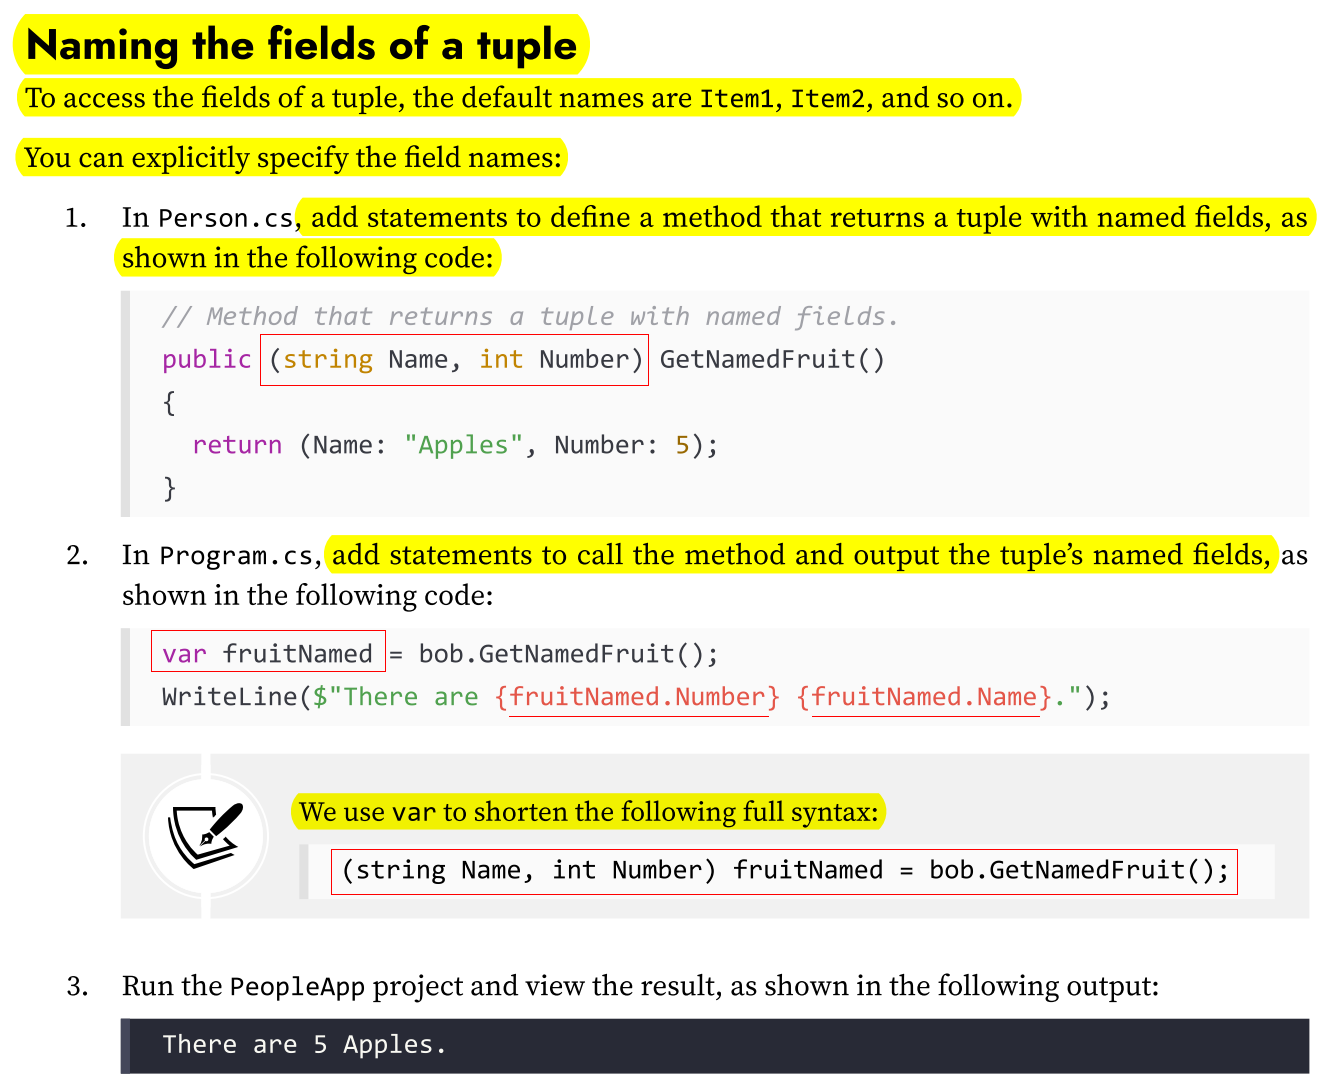 Naming the fields of a tuple
To access the fields of a tuple, the default names are Item1, Item2, and so on.
You can explicitly specify the field names:
1. In Person.cs, add statements to define a method that returns a tuple with named fields, as
shown in the following code:
// Method that returns a tuple with named fields.
public (string Name, int Number) GetNamedFruit()
{
  return (Name: "Apples", Number: 5);
}
2. In Program.cs, add statements to call the method and output the tuple’s named fields, as
shown in the following code:
var fruitNamed = bob.GetNamedFruit();
WriteLine($"There are {fruitNamed.Number} {fruitNamed.Name}.");
We use var to shorten the following full syntax:
(string Name, int Number) fruitNamed = bob.GetNamedFruit();
3. Run the PeopleApp project and view the result, as shown in the following output:
There are 5 Apples.